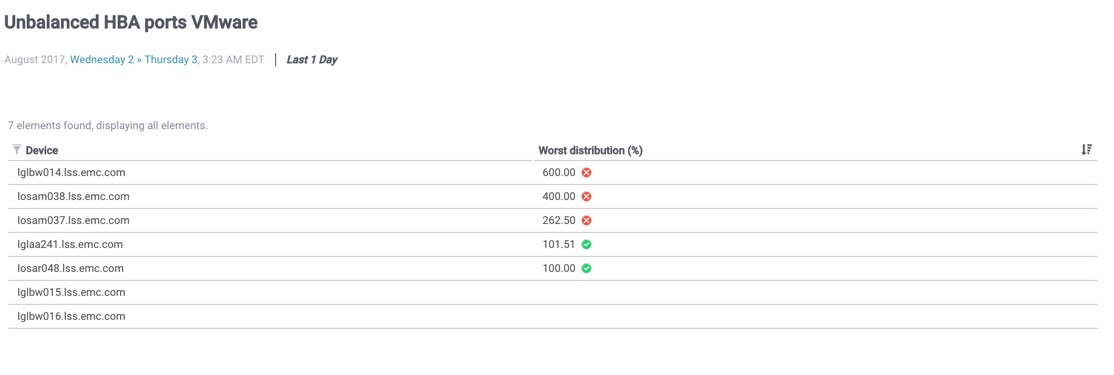 Unbalanced HBA ports VMware
August 2017, Wednesday 2 » Thursday 3, 3:23 AM EDT | Last 1 Day
7 elements found, displaying all elements.
Device Worst distribution (%)
lglbw014.lss.emc.com 600.00
losam038.lss.emc.com 400.00
losam037.lss.emc.com 262.50
lglaa241.lss.emc.com 101.51
losar048.lss.emc.com 100.00
lglbw015.lss.emc.com
lglbw016.lss.emc.com